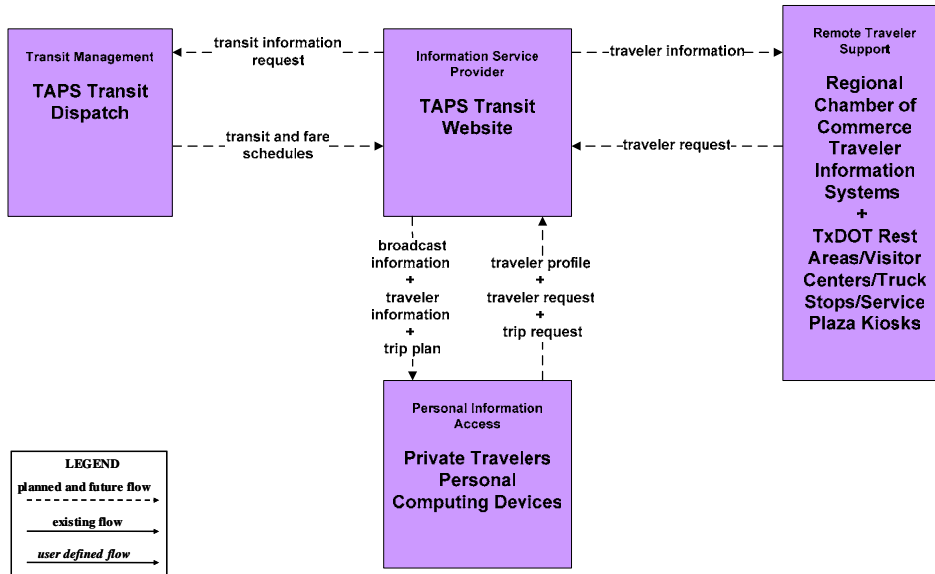 Transit Management
TAPS Transit
Dispatch
transit information
request
transit and fare
schedules
Information Service
Provider
TAPS Transit
Website
traveler information
traveler request
Remote Traveler
Support
Regional
Chamber of
Commerce
Traveler
Information
Systems
+
TxDOT Rest
Areas/Visitor
Centers/Truck
Stops/Service
Plaza Kiosks
broadcast
information
+
traveler
information
+
trip plan
traveler profile
+
traveler request
+
trip request
Personal Information
Access
Private Travelers
Personal
Computing Devices
LEGEND
planned and future flow
existing flow
user defined flow